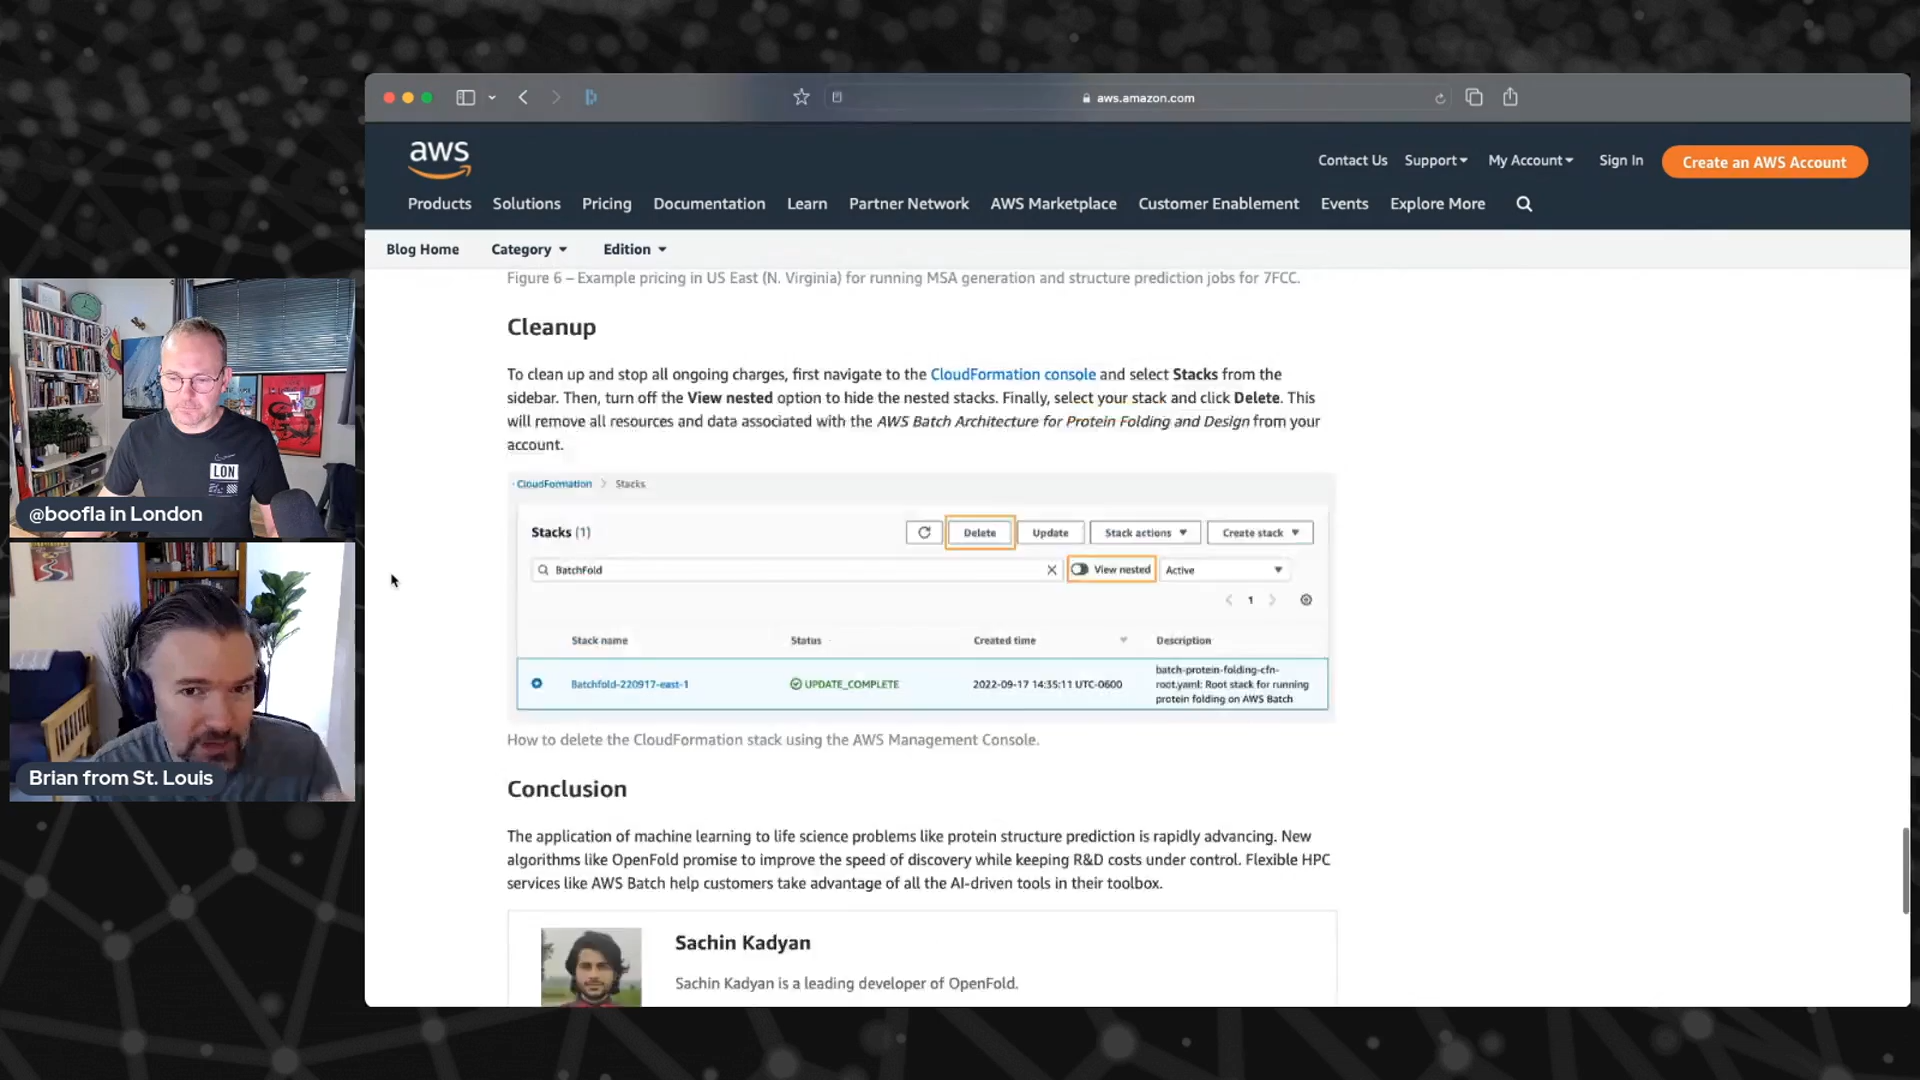 aws.amazon.com
aws
Contact Us Support My Account Sign In Create an AWS Account
Products Solutions Pricing Documentation Learn Partner Network AWS Marketplace Customer Enablement Events Explore More
Blog Home Category Edition
Figure 6 – Example pricing in US East (N. Virginia) for running MSA generation and structure prediction jobs for 7FCC.
Cleanup
To clean up and stop all ongoing charges, first navigate to the CloudFormation console and select Stacks from the
sidebar. Then, turn off the View nested option to hide the nested stacks. Finally, select your stack and click Delete. This
will remove all resources and data associated with the AWS Batch Architecture for Protein Folding and Design from your
account.
CloudFormation > Stacks
Stacks (1) Delete Update Stack actions Create stack
BatchFold View nested Active
1
Stack name Status Created time Description
Batchfold-220917-east-1 UPDATE_COMPLETE 2022-09-17 14:35:11 UTC-0600 batch-protein-folding-cfn-
root.yaml: Root stack for running
protein folding on AWS Batch
How to delete the CloudFormation stack using the AWS Management Console.
Conclusion
The application of machine learning to life science problems like protein structure prediction is rapidly advancing. New
algorithms like OpenFold promise to improve the speed of discovery while keeping R&D costs under control. Flexible HPC
services like AWS Batch help customers take advantage of all the AI-driven tools in their toolbox.
Sachin Kadyan
Sachin Kadyan is a leading developer of OpenFold.
LON
@boofla in London
Brian from St. Louis